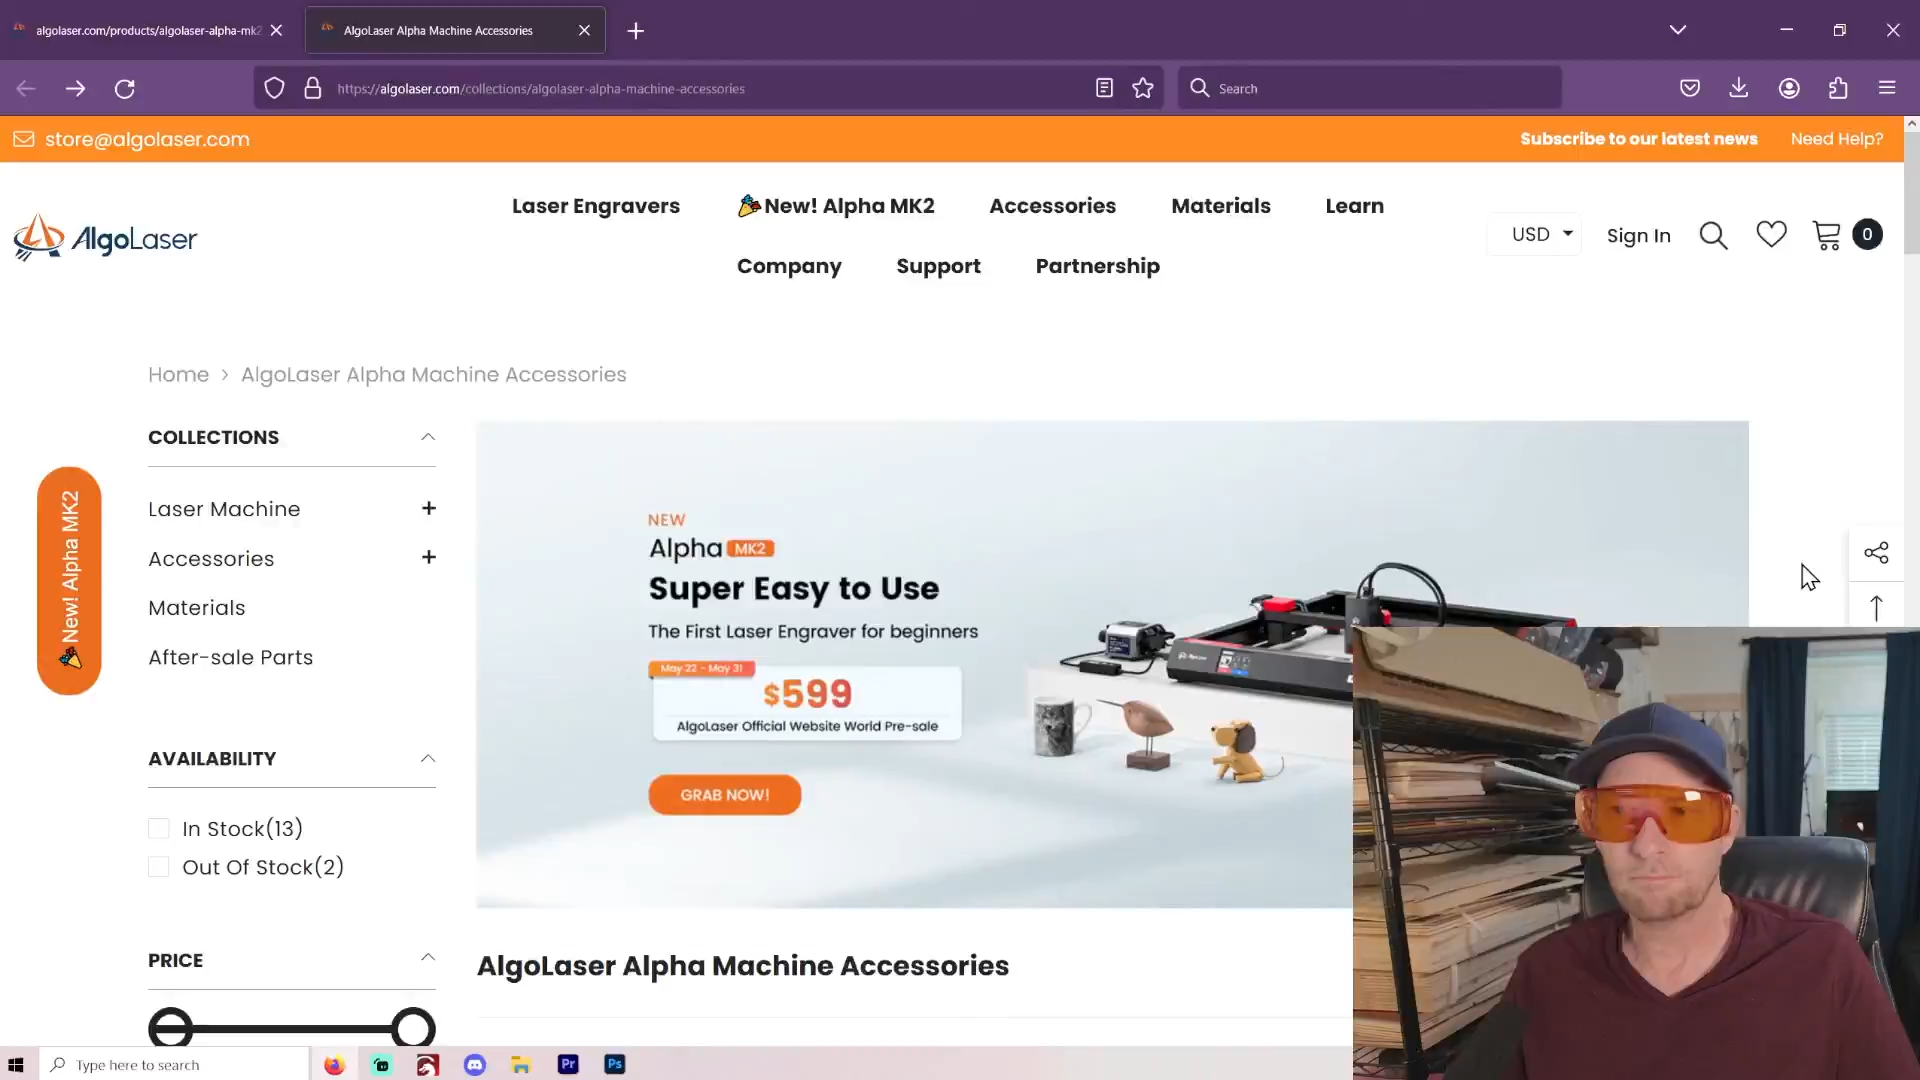 algolaser.com/products/algolaser-alpha-mk2
AlgoLaser Alpha Machine Accessories
https://algolaser.com/collections/algolaser-alpha-machine-accessories
Search
store@algolaser.com
Subscribe to our latest news
Need Help?
AlgoLaser
Laser Engravers
New! Alpha MK2
Accessories
Materials
Learn
Company
Support
Partnership
USD
Sign In
0
Home > AlgoLaser Alpha Machine Accessories
COLLECTIONS
Laser Machine +
Accessories +
Materials
After-sale Parts
New! Alpha MK2
AVAILABILITY
In Stock(13)
Out Of Stock(2)
PRICE
NEW
Alpha MK2
Super Easy to Use
The First Laser Engraver for beginners
May 22 - May 31
$599
AlgoLaser Official Website World Pre-sale
GRAB NOW!
AlgoLaser Alpha Machine Accessories
Type here to search
Pr
Ps